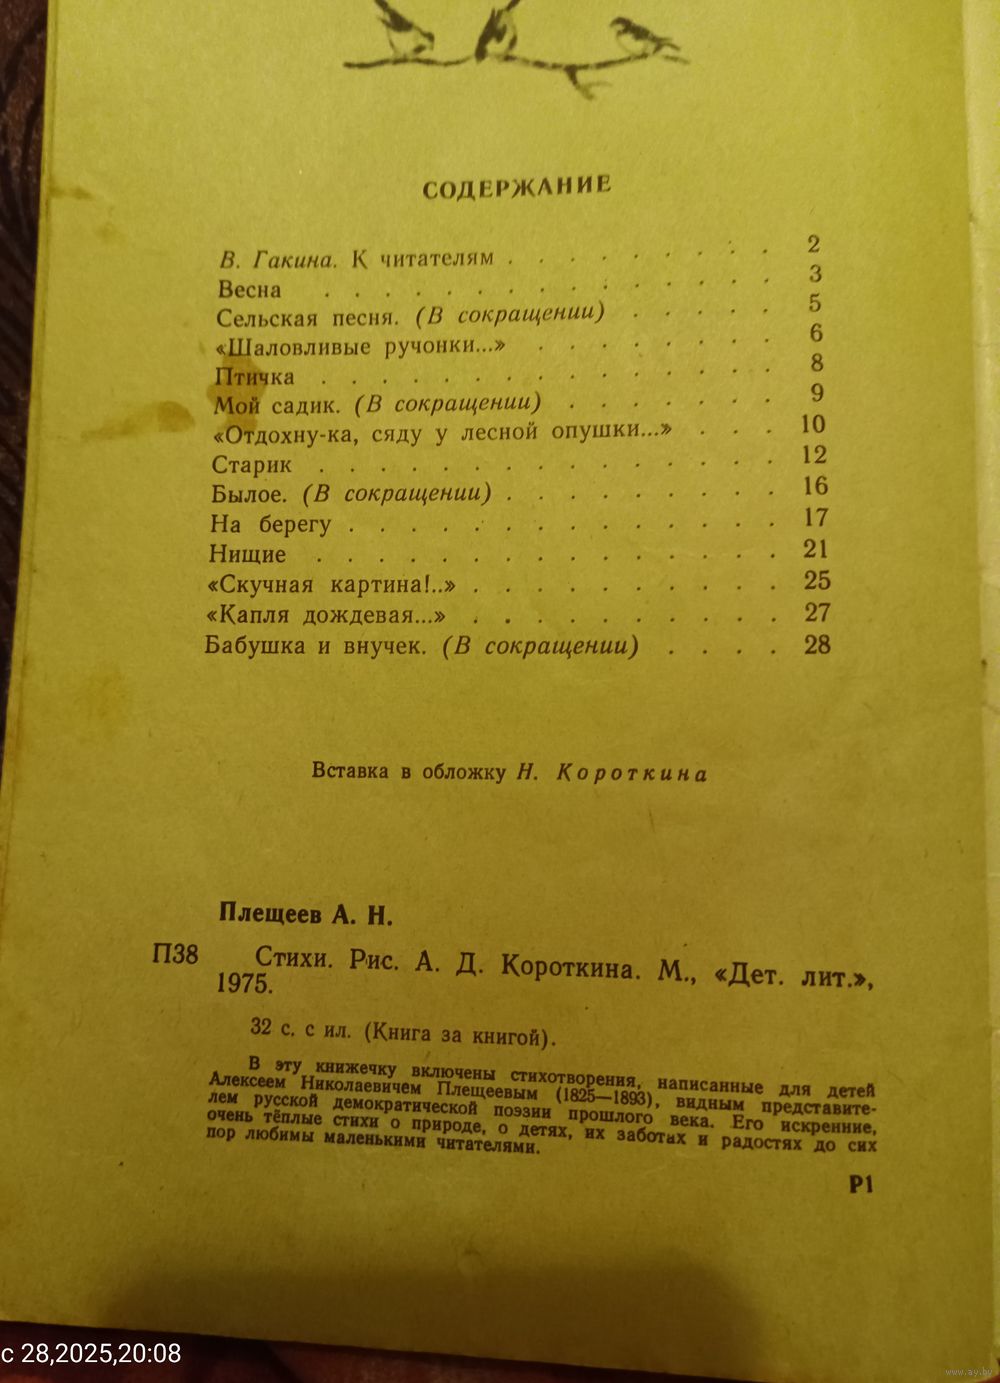 СОДЕРЖАНИЕ
В. Гакина. К читателям . . . . . . . . . 2
Весна . . . . . . . . . . . . . . . 3
Сельская песня. (В сокращении) . . . . . 5
«Шаловливые ручонки...» . . . . . . . . 6
Птичка . . . . . . . . . . . . . . . 8
Мой садик. (В сокращении) . . . . . . . 9
«Отдохну-ка, сяду у лесной опушки...» . . . 10
Старик . . . . . . . . . . . . . . . 12
Былое. (В сокращении) . . . . . . . . . 16
На берегу . . . . . . . . . . . . . . 17
Нищие . . . . . . . . . . . . . . . 21
«Скучная картина!..» . . . . . . . . . . 25
«Капля дождевая...» . . . . . . . . . . 27
Бабушка и внучек. (В сокращении) . . . . 28
Вставка в обложку Н. Короткина
Плещеев А. Н.
П38 Стихи. Рис. А. Д. Короткина. М., «Дет. лит.»,
1975.
32 с. с ил. (Книга за книгой).
В эту книжечку включены стихотворения, написанные для детей
Алексеем Николаевичем Плещеевым (1825—1893), видным представите-
лем русской демократической поэзии прошлого века. Его искренние,
очень тёплые стихи о природе, о детях, их заботах и радостях до сих
пор любимы маленькими читателями.
Р1
с 28,2025,20:08
www.ay.by